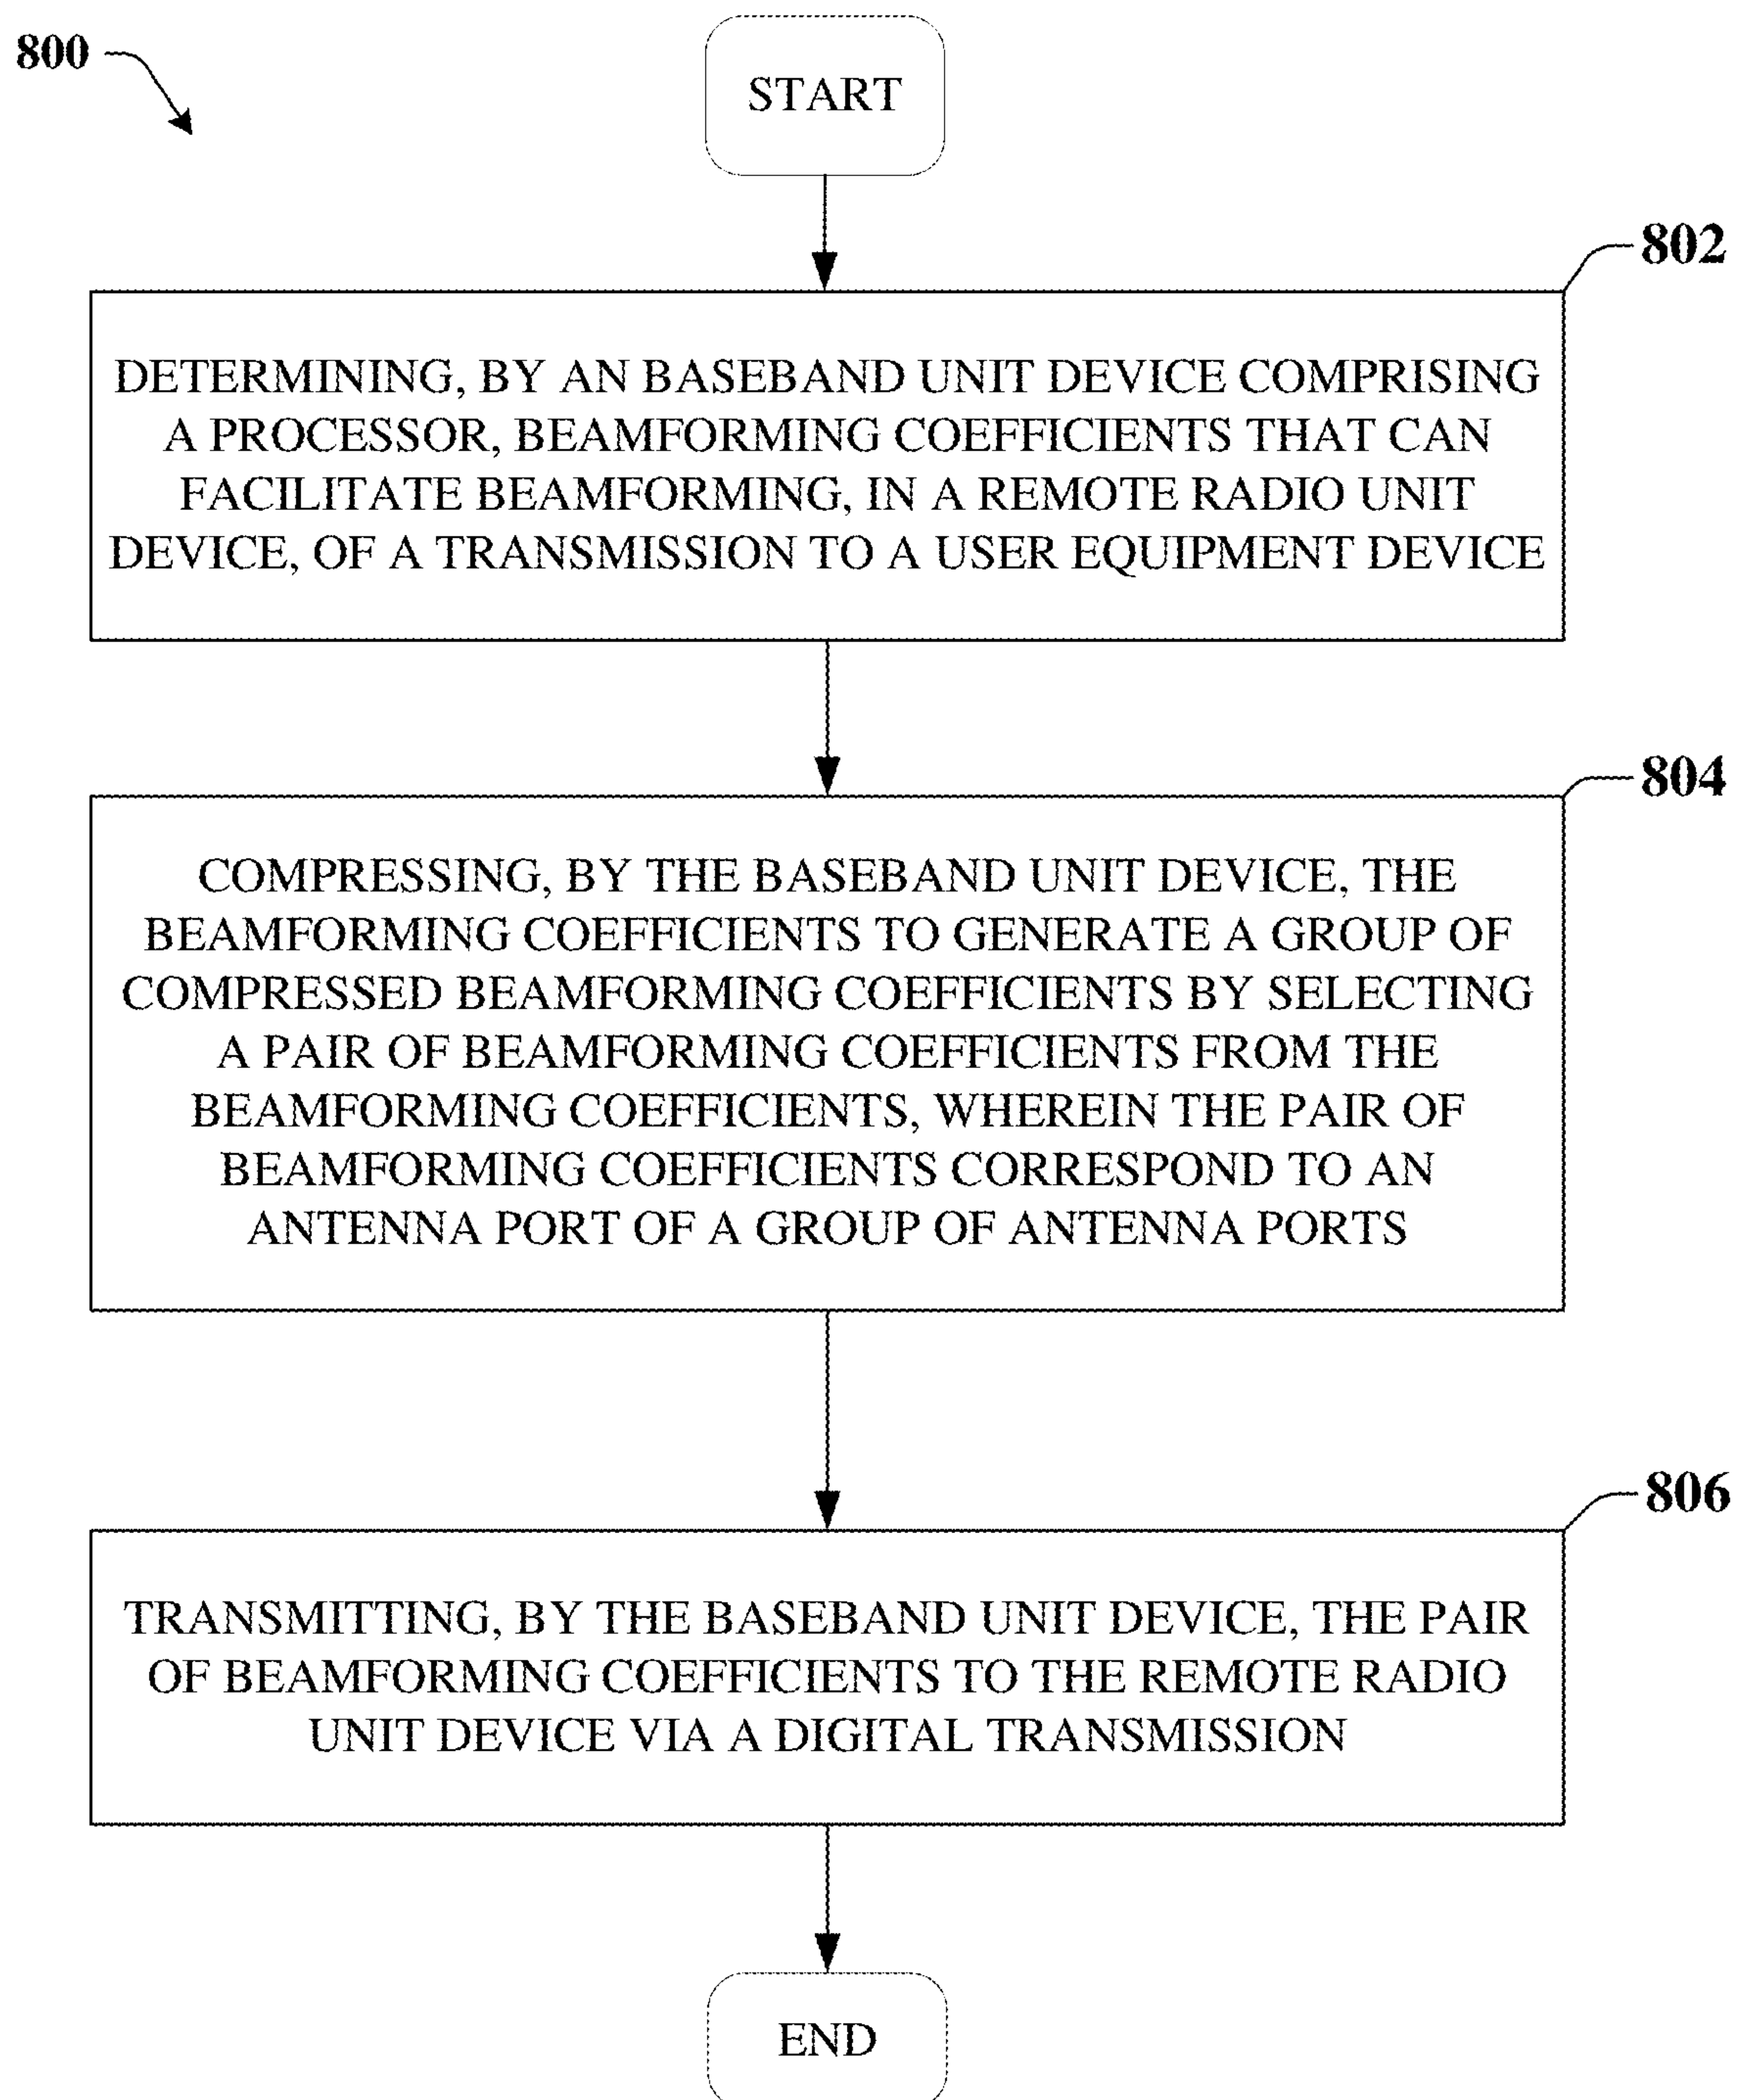 800
START
802
DETERMINING, BY AN BASEBAND UNIT DEVICE COMPRISING
A PROCESSOR, BEAMFORMING COEFFICIENTS THAT CAN
FACILITATE BEAMFORMING, IN A REMOTE RADIO UNIT
DEVICE, OF A TRANSMISSION TO A USER EQUIPMENT DEVICE
804
COMPRESSING, BY THE BASEBAND UNIT DEVICE, THE
BEAMFORMING COEFFICIENTS TO GENERATE A GROUP OF
COMPRESSED BEAMFORMING COEFFICIENTS BY SELECTING
A PAIR OF BEAMFORMING COEFFICIENTS FROM THE
BEAMFORMING COEFFICIENTS, WHEREIN THE PAIR OF
BEAMFORMING COEFFICIENTS CORRESPOND TO AN
ANTENNA PORT OF A GROUP OF ANTENNA PORTS
806
TRANSMITTING, BY THE BASEBAND UNIT DEVICE, THE PAIR
OF BEAMFORMING COEFFICIENTS TO THE REMOTE RADIO
UNIT DEVICE VIA A DIGITAL TRANSMISSION
END